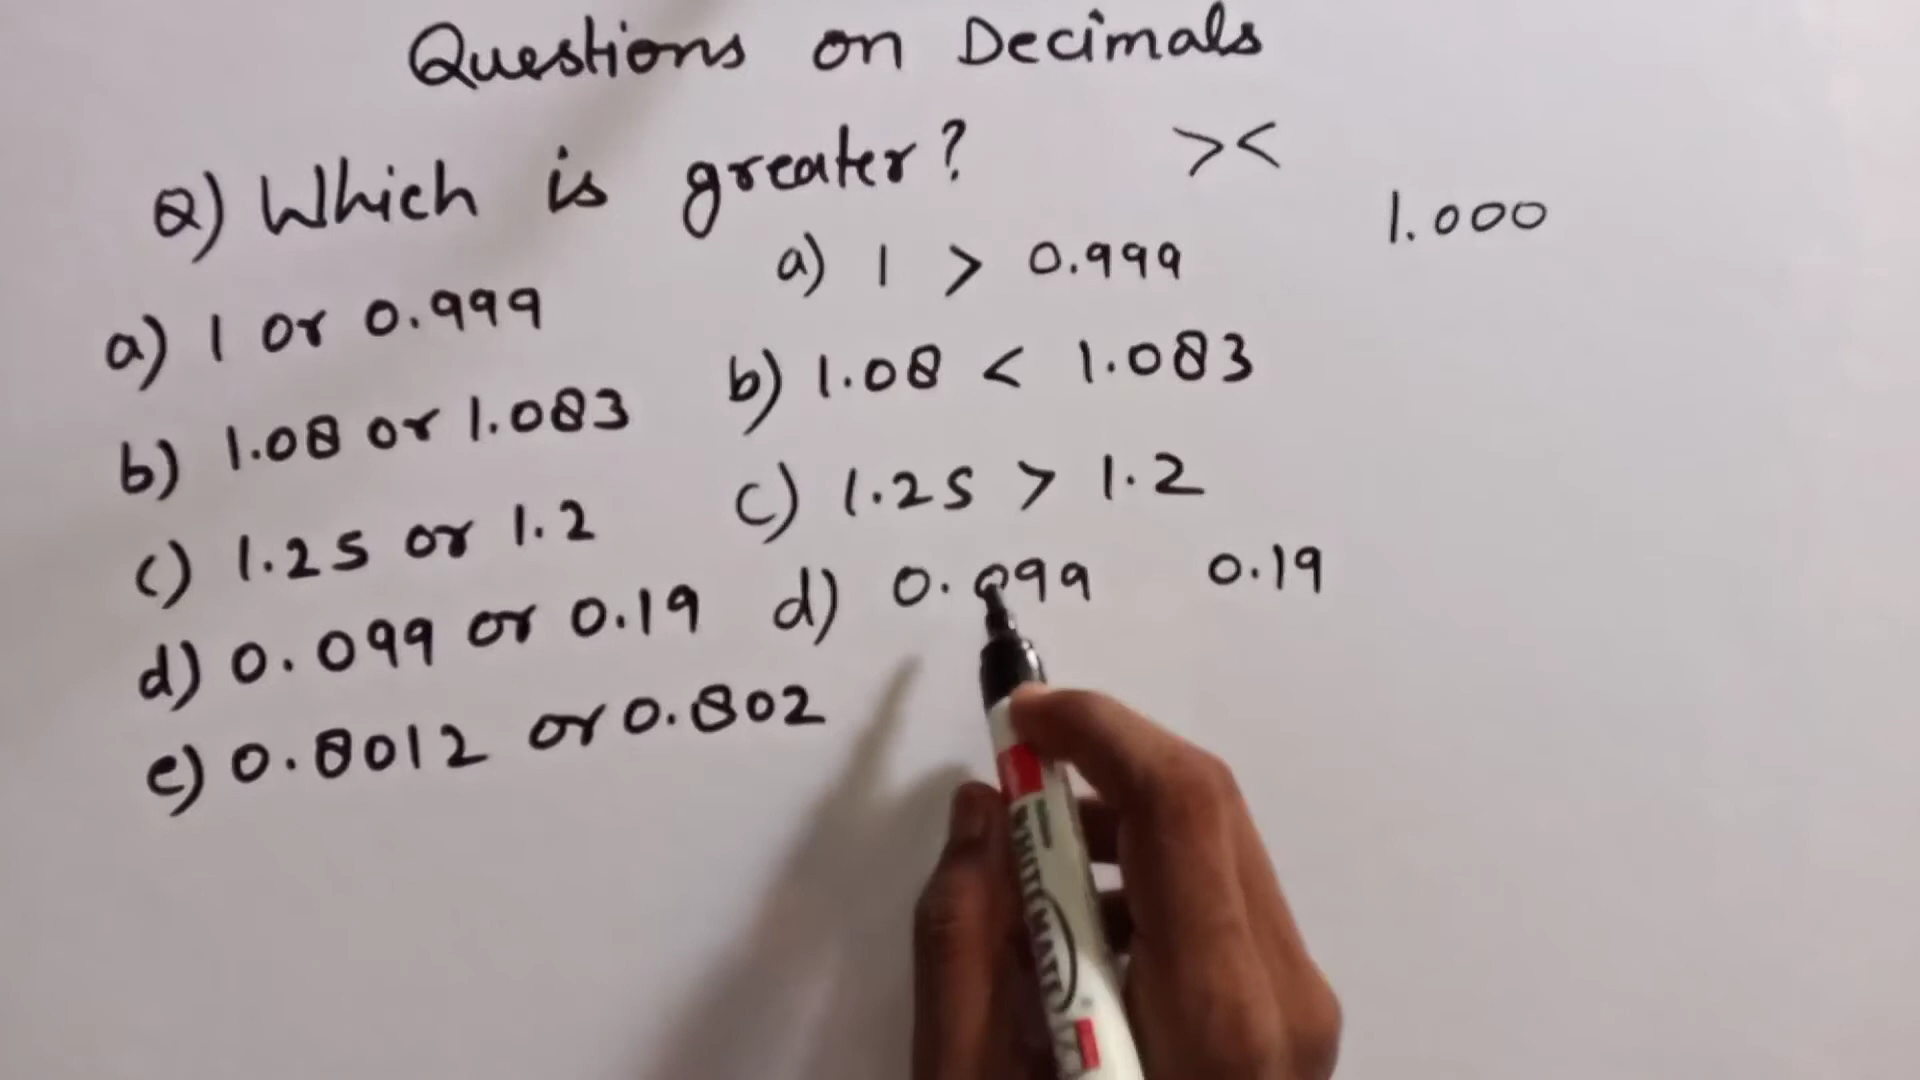 Questions on Decimals
Q) Which is greater? > <
1.000
a) 1 or 0.999
b) 1.08 or 1.083
c) 1.25 or 1.2
d) 0.099 or 0.19
e) 0.8012 or 0.802
a) 1 > 0.999
b) 1.08 < 1.083
c) 1.25 > 1.2
d) 0.099 0.19
WHITEMATE